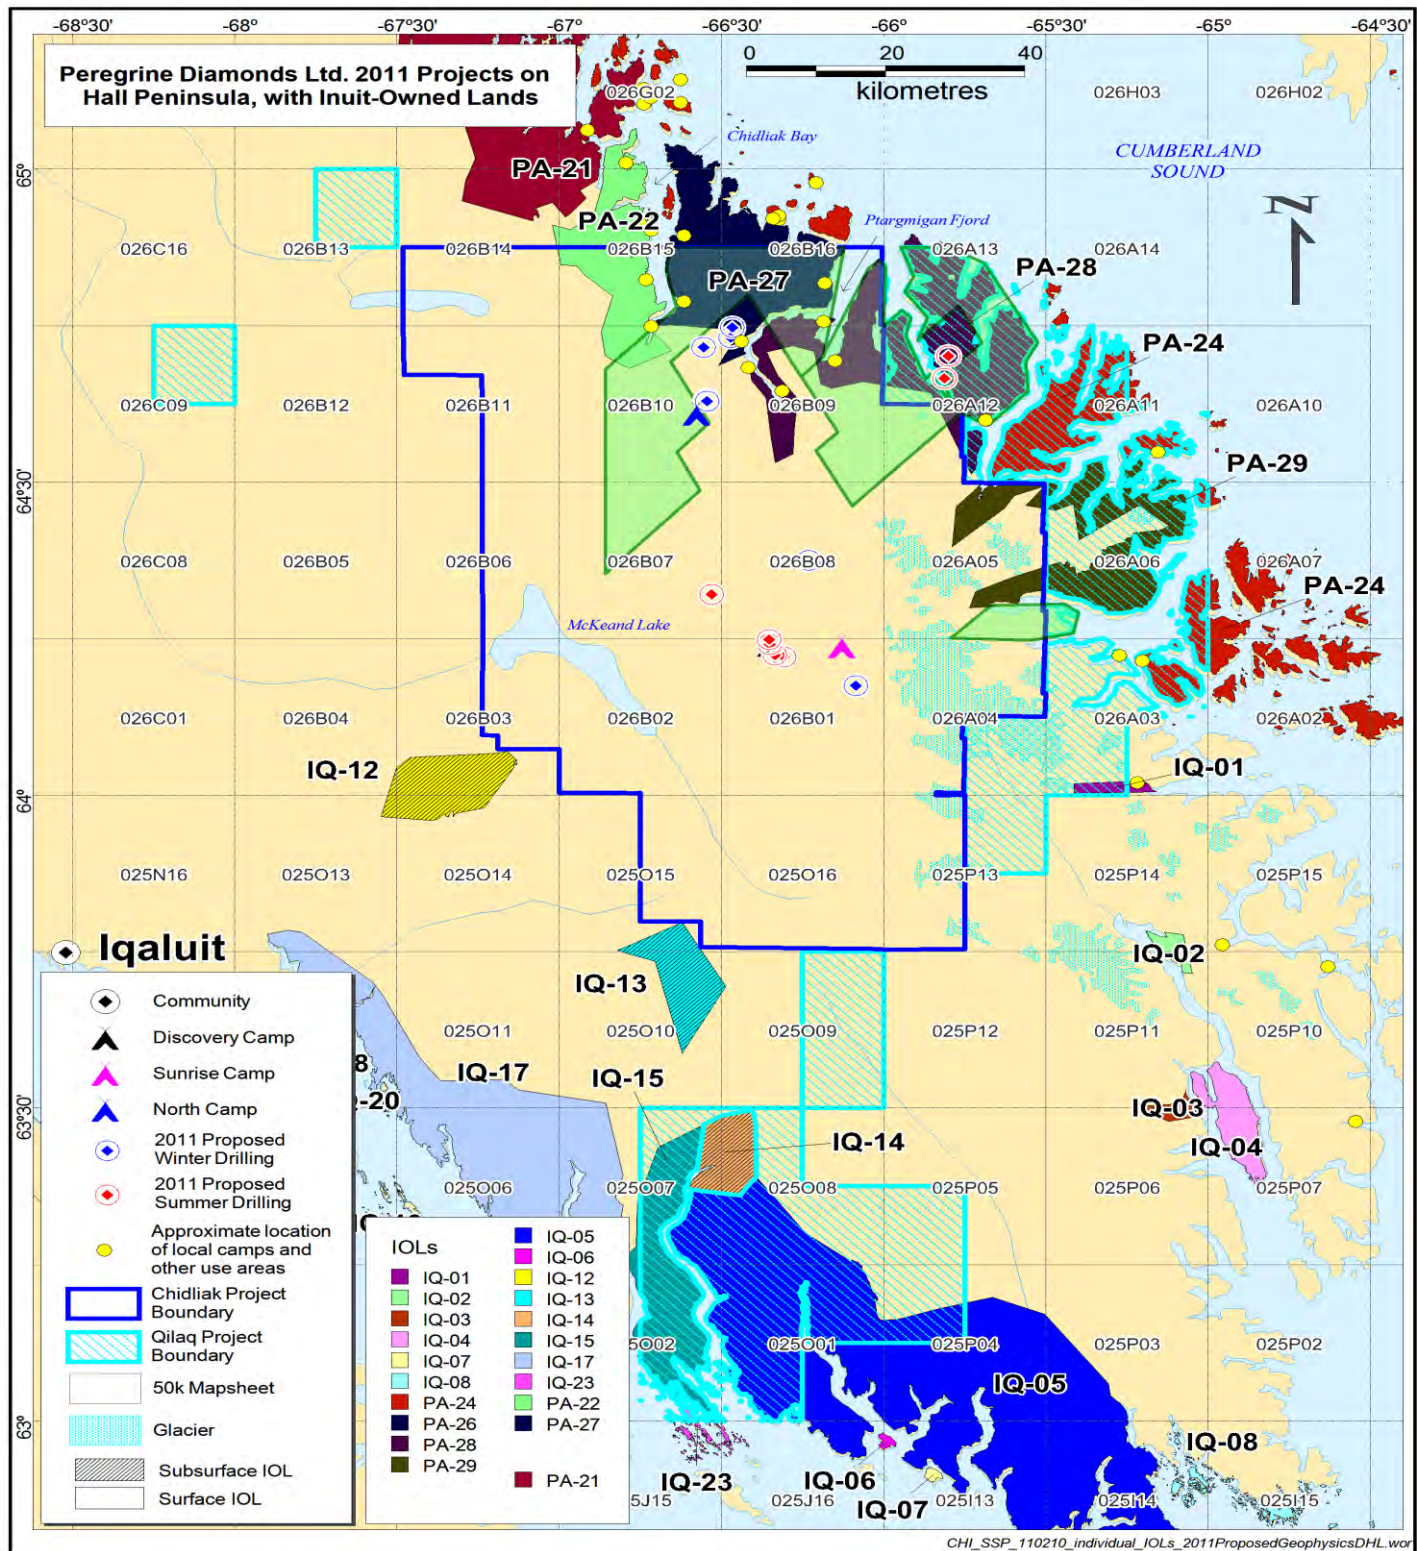 -68°30'
-68°
-67°30'
-67°
-66°30'
-66°
-65°30'
-65°
-64°30'
Peregrine Diamonds Ltd. 2011 Projects on
Hall Peninsula, with Inuit-Owned Lands
0 20 40
kilometres
026G02
026H03
026H02
Chidliak Bay
CUMBERLAND
SOUND
65°
PA-21
N
PA-22
Ptargmigan Fjord
026C16
026B13
026B14
026B15
026B16
026A13
026A14
PA-27
PA-28
PA-24
026C09
026B12
026B11
026B10
026B09
026A12
026A11
026A10
PA-29
64°30'
026C08
026B05
026B06
026B07
026B08
026A05
026A06
026A07
PA-24
McKeand Lake
026C01
026B04
026B03
026B02
026B01
026A04
026A03
026A02
IQ-12
IQ-01
64°
025N16
025O13
025O14
025O15
025O16
025P13
025P14
025P15
Iqaluit
IQ-02
IQ-13
025O11
025O10
025O09
025P12
025P11
025P10
IQ-17
IQ-15
8
-20
63°30'
IQ-14
IQ-03
IQ-04
025O06
025O07
025O08
025P05
025P06
025P07
Community
Discovery Camp
Sunrise Camp
North Camp
2011 Proposed
Winter Drilling
2011 Proposed
Summer Drilling
Approximate location
of local camps and
other use areas
Chidliak Project
Boundary
Qilaq Project
Boundary
50k Mapsheet
Glacier
Subsurface IOL
Surface IOL
IOLs
IQ-01
IQ-02
IQ-03
IQ-04
IQ-07
IQ-08
PA-24
PA-26
PA-28
PA-29
IQ-05
IQ-06
IQ-12
IQ-13
IQ-14
IQ-15
IQ-17
IQ-23
PA-22
PA-27
PA-21
5O02
025O01
025P04
025P03
025P02
IQ-05
63°
IQ-08
IQ-23
IQ-06
IQ-07
5J15
025J16
025I13
025I14
025I15
CHI_SSP_110210_individual_IOLs_2011ProposedGeophysicsDHL.wor